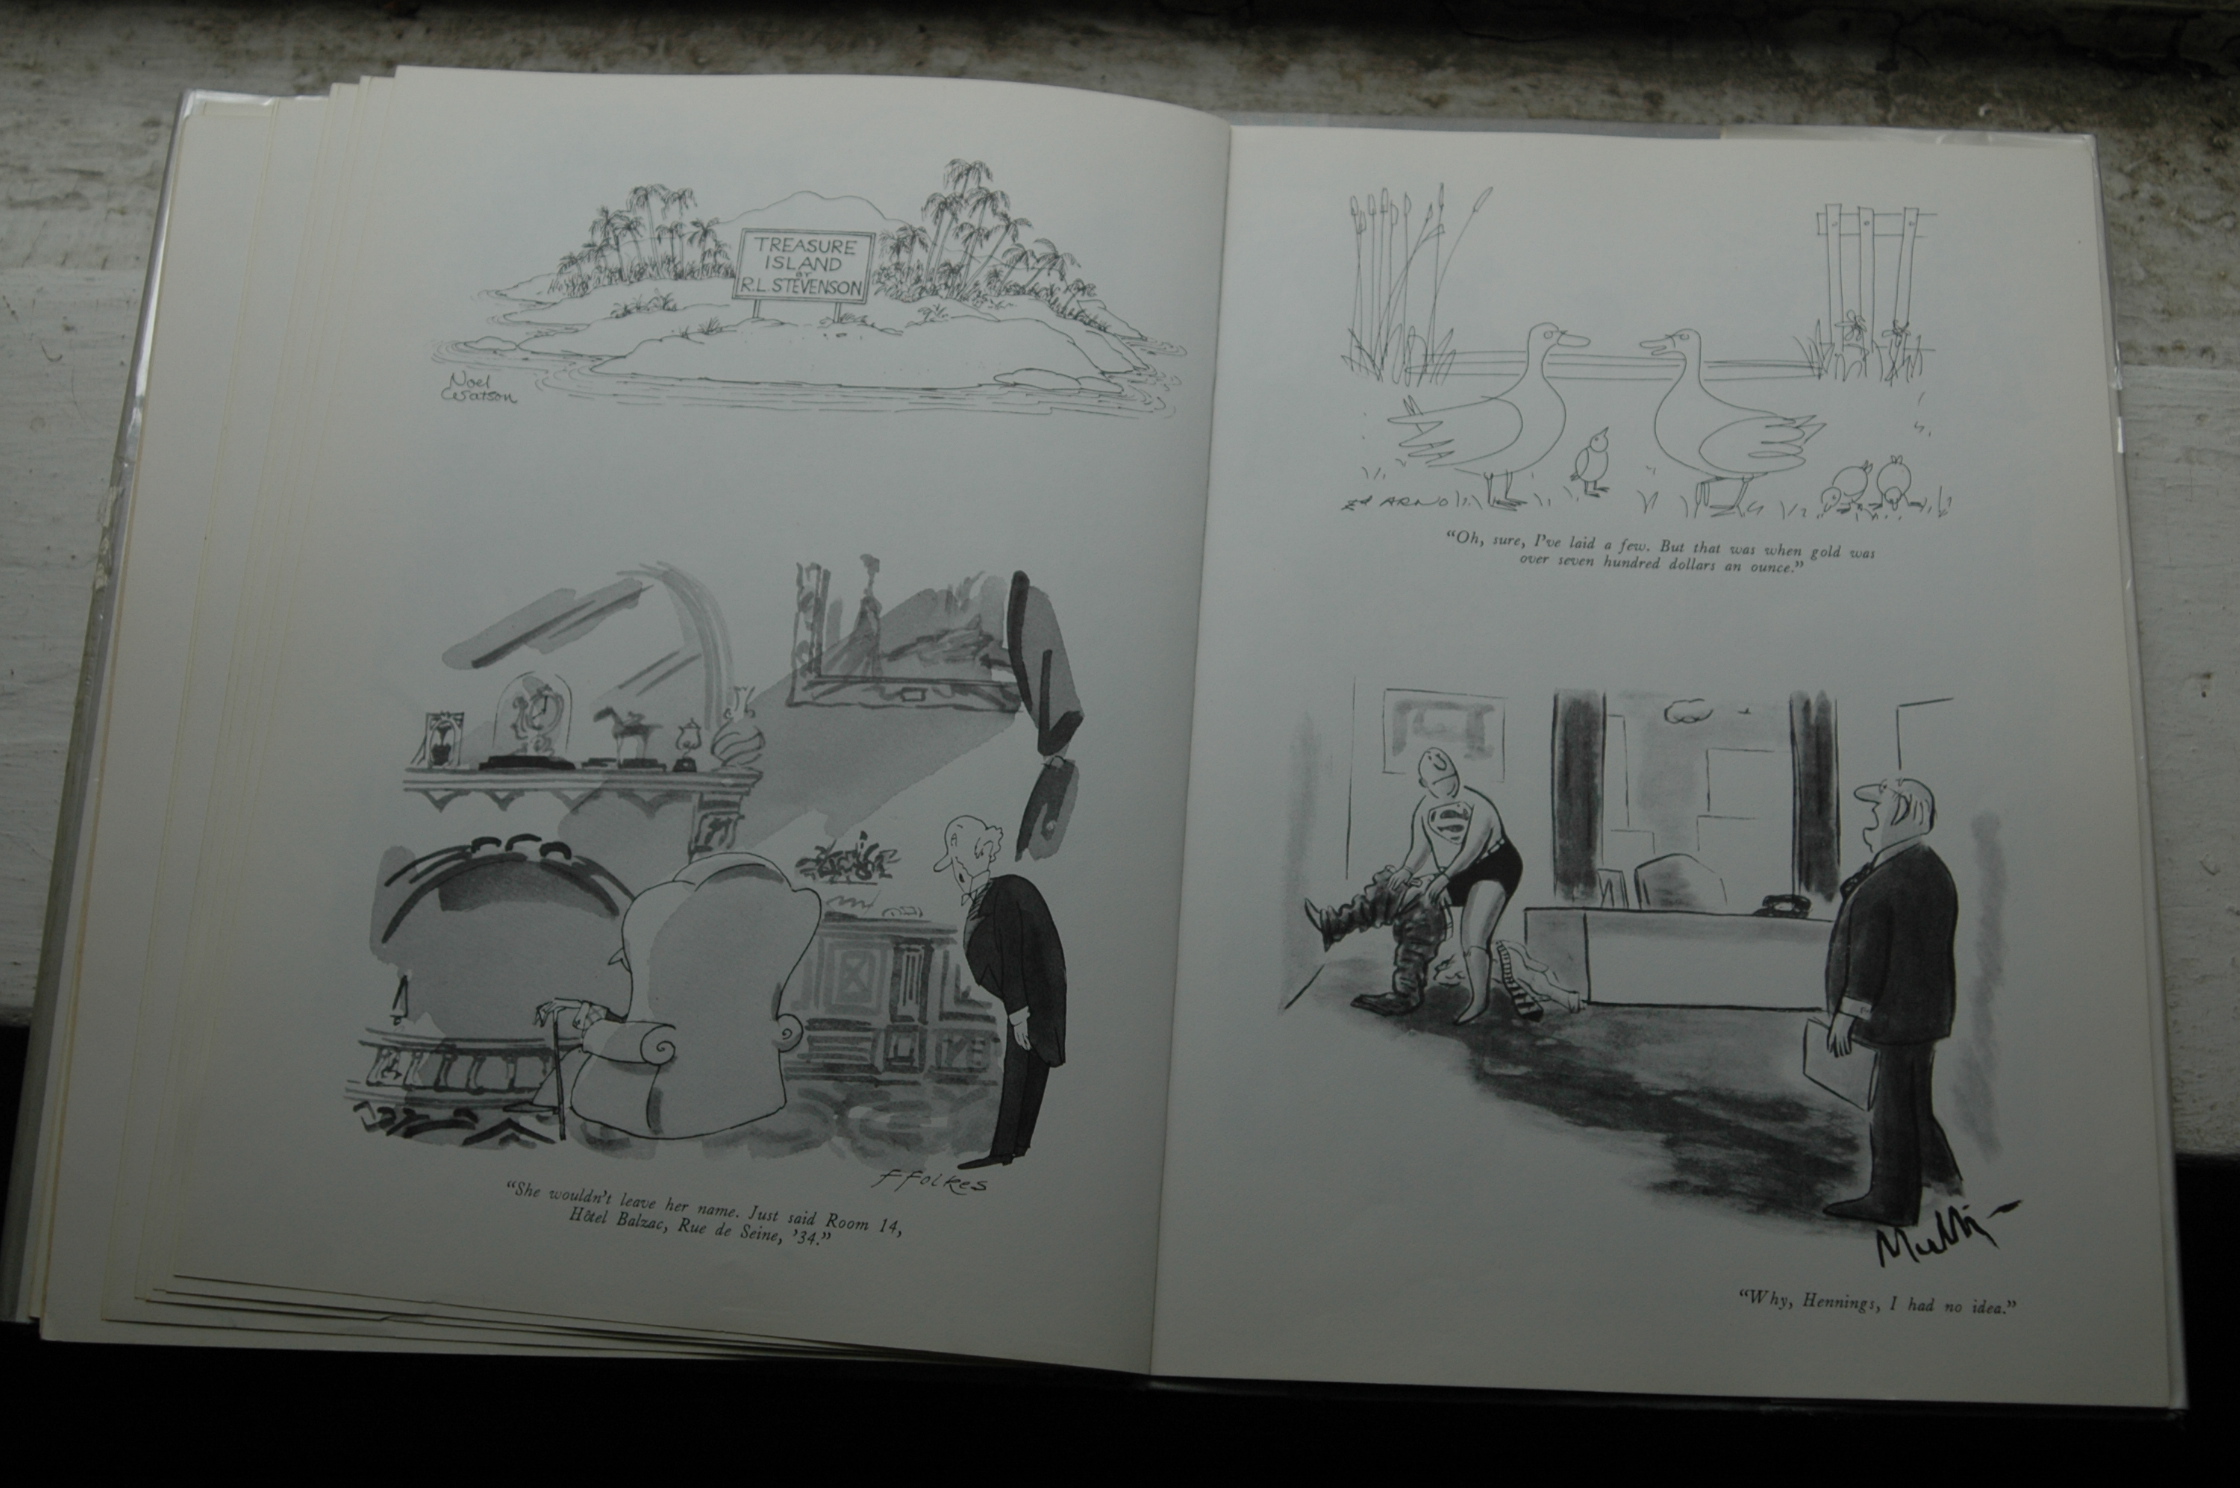 TREASURE
ISLAND
BY
R.L. STEVENSON
Noel
Watson
ffolkes
“She wouldn't leave her name. Just said Room 14,
Hôtel Balzac, Rue de Seine, '34.”
Ed ARNO
“Oh, sure, I've laid a few. But that was when gold was
over seven hundred dollars an ounce.”
S
“Why, Hennings, I had no idea.”